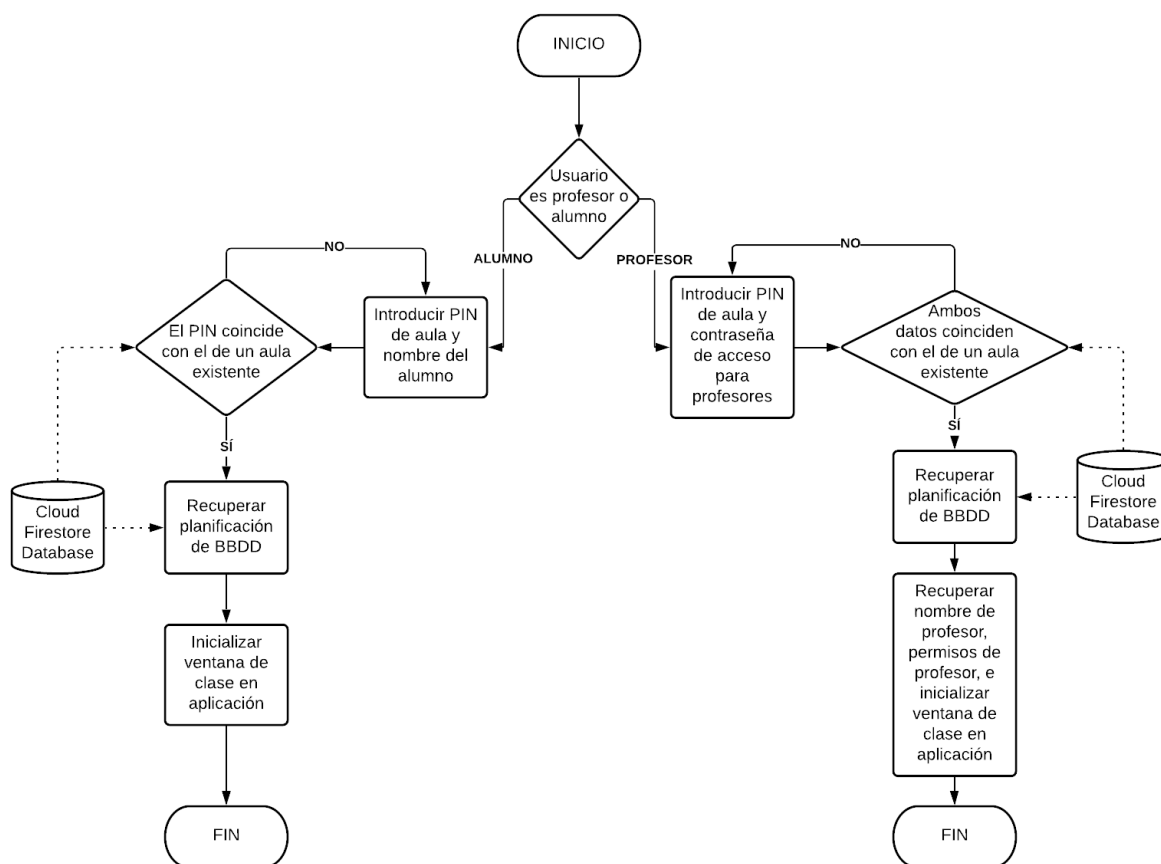 INICIO
Usuario
es profesor o
alumno
ALUMNO
PROFESOR
NO
Introducir PIN
de aula y
nombre del
alumno
El PIN coincide
con el de un aula
existente
SÍ
Cloud
Firestore
Database
Recuperar
planificación
de BBDD
Inicializar
ventana de
clase en
aplicación
FIN
NO
Introducir PIN
de aula y
contraseña
de acceso
para
profesores
Ambos
datos coinciden
con el de un aula
existente
SÍ
Recuperar
planificación
de BBDD
Cloud
Firestore
Database
Recuperar
nombre de
profesor,
permisos de
profesor, e
inicializar
ventana de
clase en
aplicación
FIN